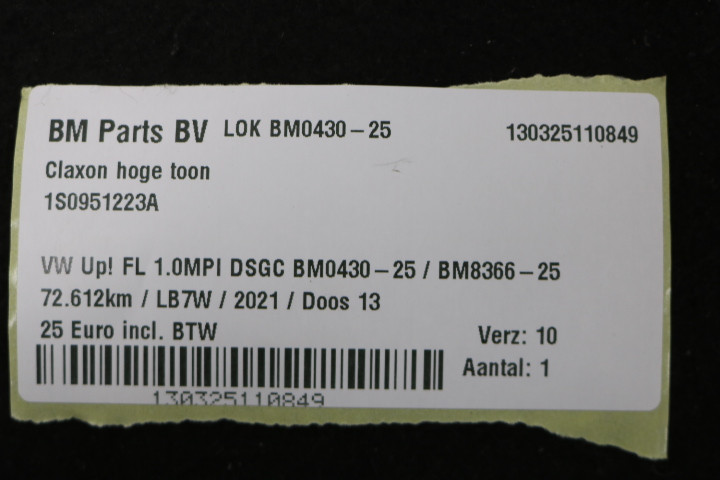 BM Parts BV LOK BM0430-25 130325110849
Claxon hoge toon
1S0951223A
VW Up! FL 1.0MPI DSGC BM0430-25 / BM8366-25
72.612km / LB7W / 2021 / Doos 13
25 Euro incl. BTW Verz: 10
Aantal: 1
130325110849